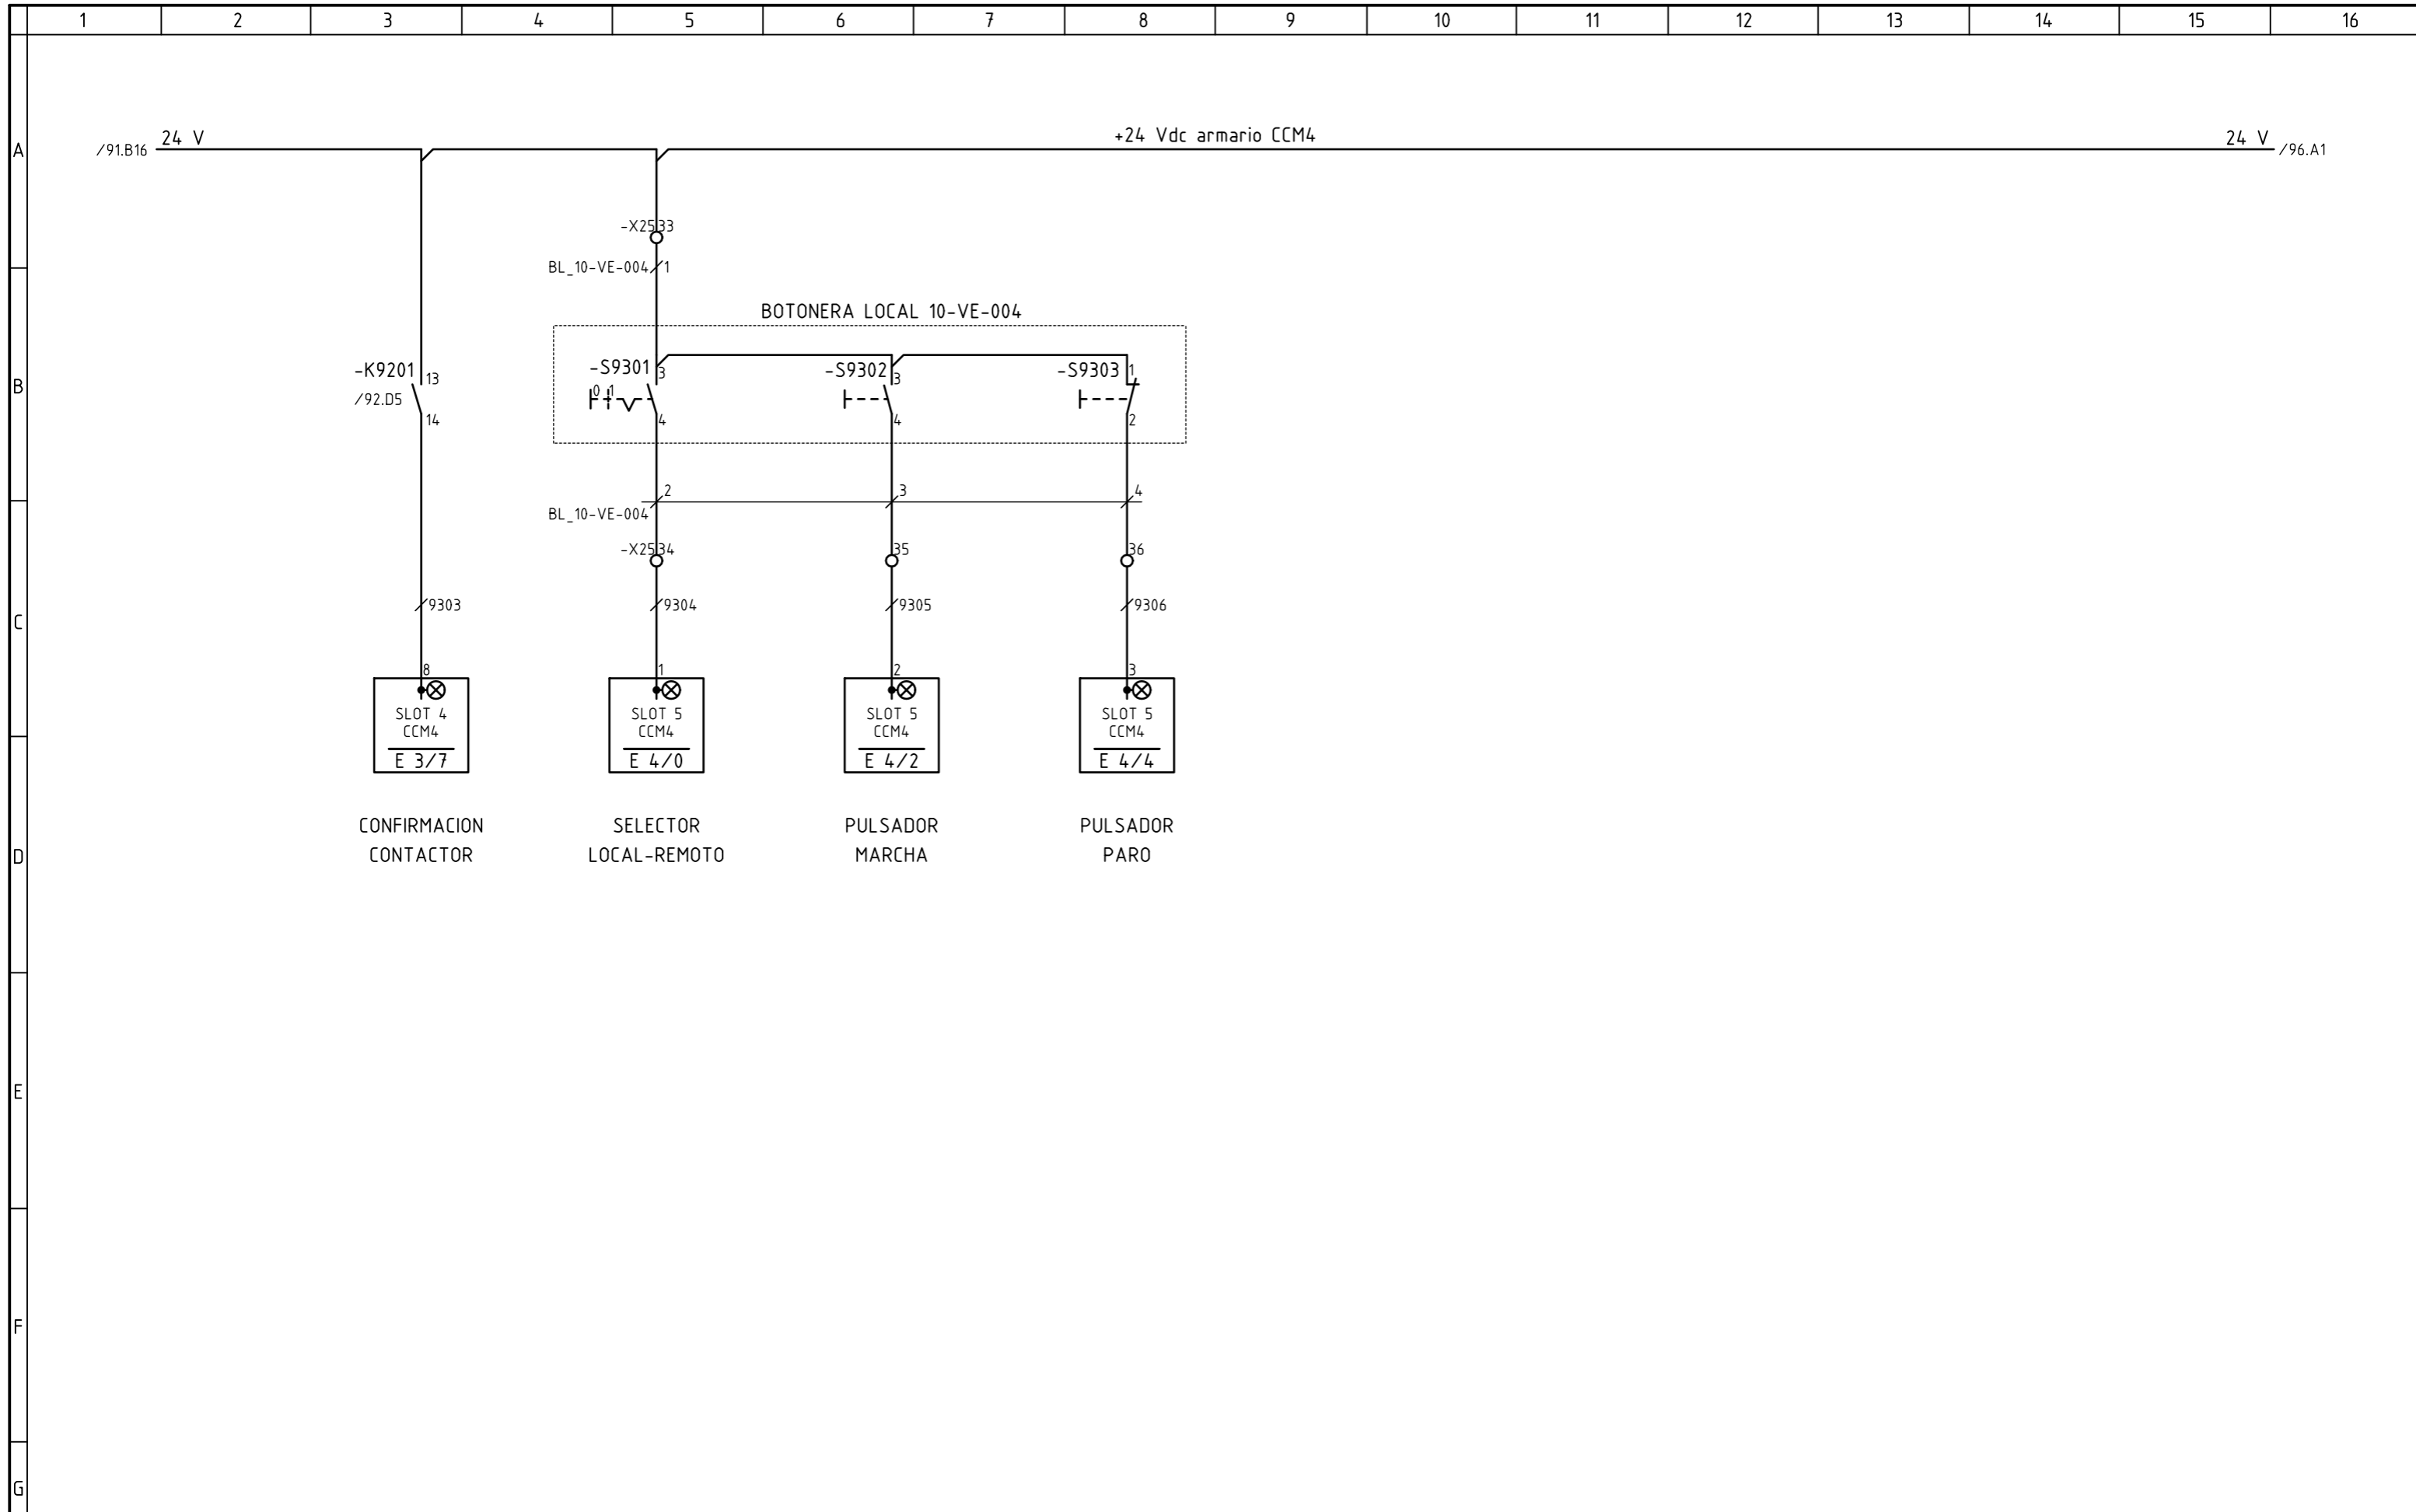 1 2 3 4 5 6 7 8 9 10 11 12 13 14 15 16
A
/91.B16 24 V +24 Vdc armario CCM4 24 V /96.A1
-X25 33
BL_10-VE-004 1
BOTONERA LOCAL 10-VE-004
B
-K9201 13 -S9301 3 -S9302 3 -S9303 1
/92.D5 0 1
14 4 4 2
2 3 4
BL_10-VE-004
-X25 34 35 36
C
9303 9304 9305 9306
8 1 2 3
SLOT 4 SLOT 5 SLOT 5 SLOT 5
CCM4 CCM4 CCM4 CCM4
E 3/7 E 4/0 E 4/2 E 4/4
CONFIRMACION SELECTOR PULSADOR PULSADOR
D CONTACTOR LOCAL-REMOTO MARCHA PARO
E
F
G